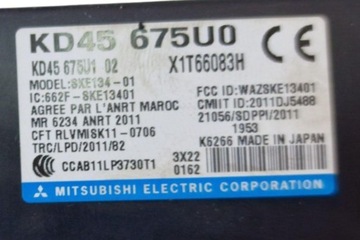 KD45 675U0
KD45 675U1 02 X1T66083H
MODEL:SKE134-01
IC:662F-SKE13401 FCC ID:WAZSKE13401
AGREE PAR L'ANRT MAROC CMIIT ID:2011DJ5488
MR 6234 ANRT 2011 21056/SDPPI/2011
CFT RLVMISK11-0706 1953
TRC/LPD/2011/82 K6266 MADE IN JAPAN
CCAB11LP3730T1 3X22
0162
MITSUBISHI ELECTRIC CORPORATION